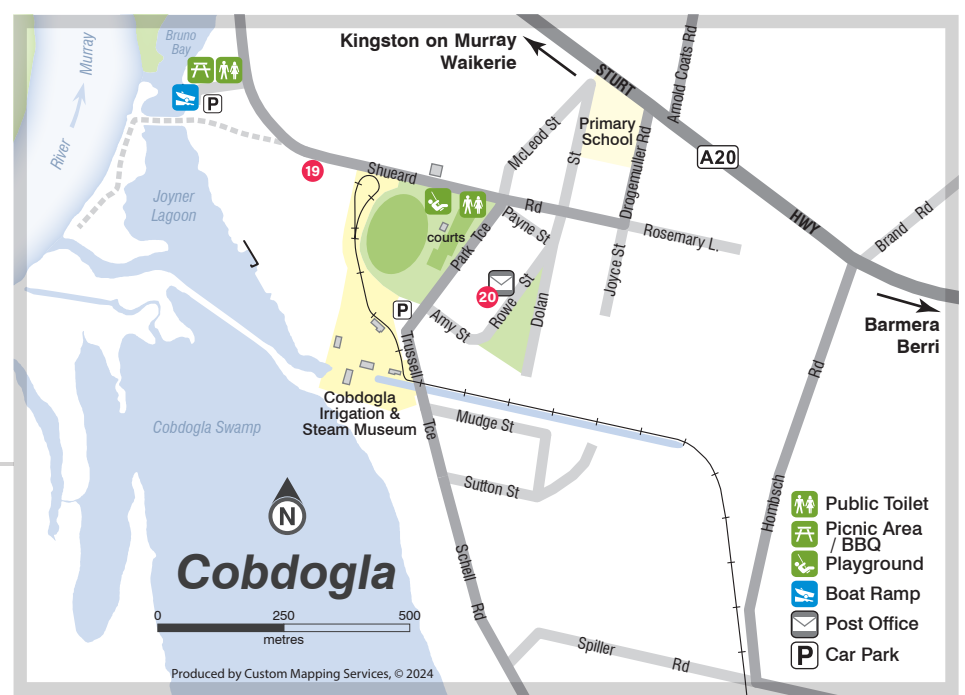 Bruno
Bay
Murray
River
P
Kingston on Murray
Waikerie
STURT
Arnold Coats Rd
McLeod St
St
Primary
School
Drogemuller Rd
A20
HWY
Brand Rd
19
Shueard
Rd
Joyner
Lagoon
courts
Park Tce
Payne St
Rosemary L.
Joyce St
20
Rowe St
Dolan
P
Amy St
Trussell
Tce
Barmera
Berri
Rd
Cobdogla
Irrigation &
Steam Museum
Cobdogla Swamp
Mudge St
Sutton St
N
Cobdogla
0 250 500
metres
Produced by Custom Mapping Services, © 2024
Schell Rd
Spiller Rd
Hombsch
Public Toilet
Picnic Area
/ BBQ
Playground
Boat Ramp
Post Office
P Car Park